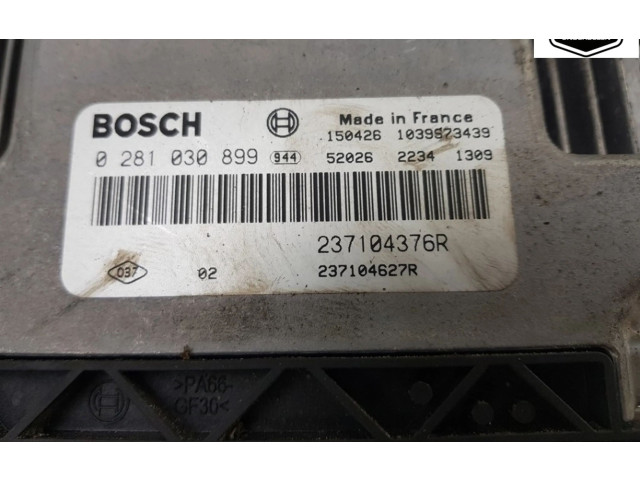 BOSCH
Made in France
150426 1039S73439
0 281 030 899 944 52026 2234 1309
237104376R
037 02 237104627R
>PA66-
GF30<